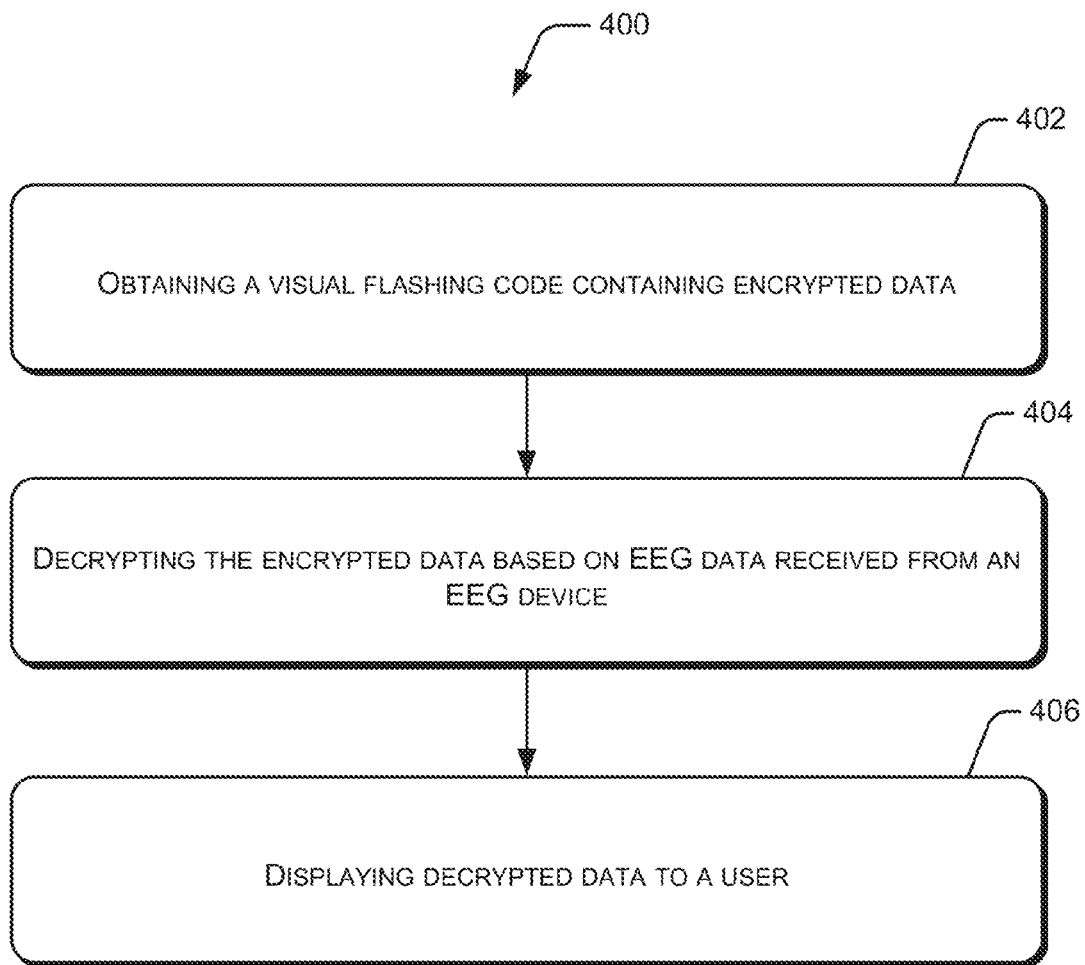 400
402
OBTAINING A VISUAL FLASHING CODE CONTAINING ENCRYPTED DATA
404
DECRYPTING THE ENCRYPTED DATA BASED ON EEG DATA RECEIVED FROM AN
EEG DEVICE
406
DISPLAYING DECRYPTED DATA TO A USER